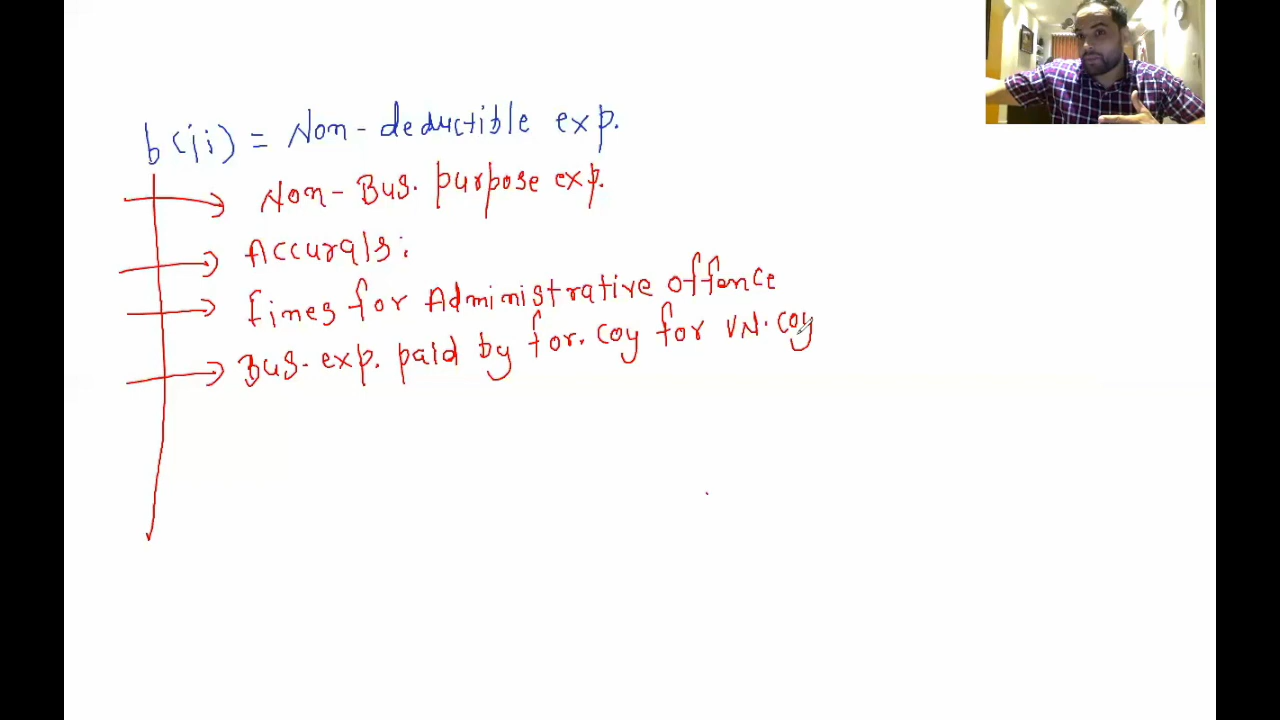 b(ii) = Non-deductible exp.
Non-Bus. purpose exp.
Accurals:
Fines for Administrative offence
Bus. exp. paid by for. coy for VN. coy